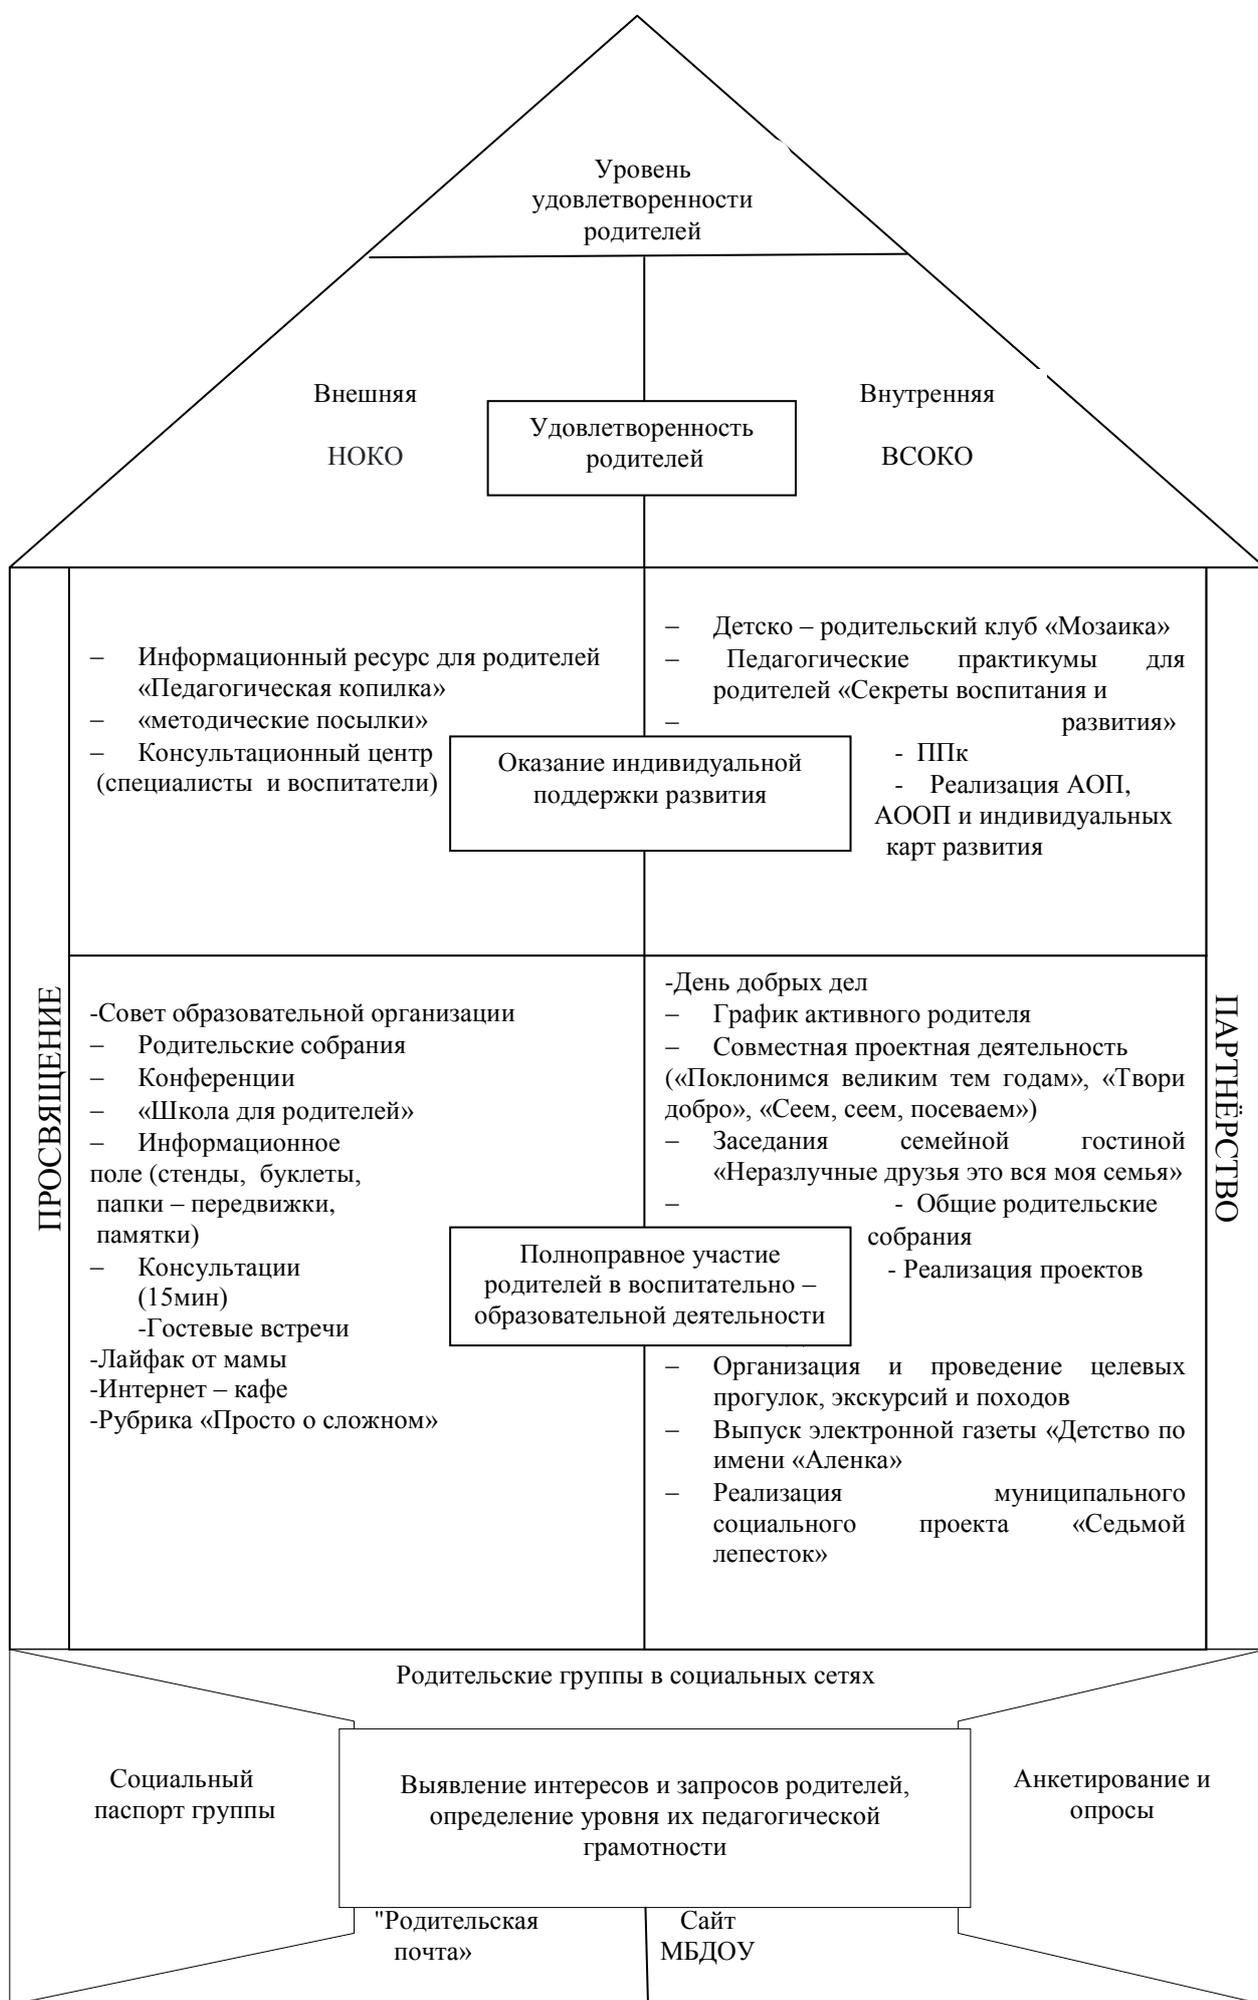 Уровень
удовлетворенности
родителей
Внешняя
НОКО
Удовлетворенность
родителей
Внутренняя
ВСОКО
ПРОСВЯЩЕНИЕ
– Информационный ресурс для родителей
«Педагогическая копилка»
– «методические посылки»
– Консультационный центр
(специалисты и воспитатели)
– Детско – родительский клуб «Мозаика»
– Педагогические практикумы для
родителей «Секреты воспитания и
– развития»
- ППк
- Реализация АОП,
АООП и индивидуальных
карт развития
Оказание индивидуальной
поддержки развития
-Совет образовательной организации
– Родительские собрания
– Конференции
– «Школа для родителей»
– Информационное
поле (стенды, буклеты,
папки – передвижки,
памятки)
– Консультации
(15мин)
-Гостевые встречи
-Лайфак от мамы
-Интернет – кафе
-Рубрика «Просто о сложном»
-День добрых дел
– График активного родителя
– Совместная проектная деятельность
(«Поклонимся великим тем годам», «Твори
добро», «Сеем, сеем, посеваем»)
– Заседания семейной гостиной
«Неразлучные друзья это вся моя семья»
– - Общие родительские
собрания
- Реализация проектов
– Организация и проведение целевых
прогулок, экскурсий и походов
– Выпуск электронной газеты «Детство по
имени «Аленка»
– Реализация муниципального
социального проекта «Седьмой
лепесток»
Полноправное участие
родителей в воспитательно –
образовательной деятельности
ПАРТНЁРСТВО
Родительские группы в социальных сетях
Социальный
паспорт группы
Выявление интересов и запросов родителей,
определение уровня их педагогической
грамотности
Анкетирование и
опросы
"Родительская
почта»
Сайт
МБДОУ